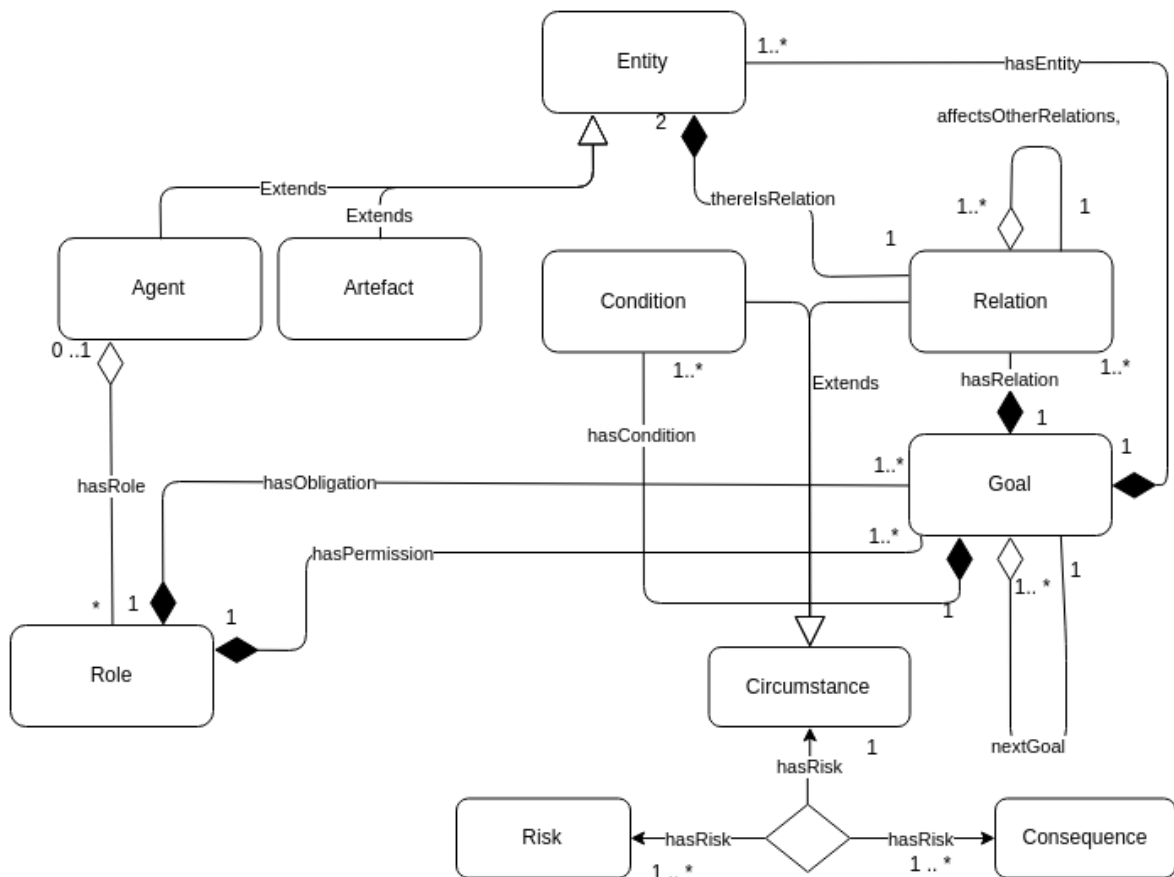 Entity
1..*
hasEntity
2
affectsOtherRelations,
Extends
thereIsRelation
Extends
1..*
1
1
Agent
Artefact
Condition
Relation
0 ..1
1..*
Extends
hasRelation
1..*
1
hasCondition
1
1..*
hasRole
hasObligation
Goal
hasPermission
1..*
1.. *
1
*
1
1
1
Role
Circumstance
1
nextGoal
hasRisk
Risk
hasRisk
hasRisk
Consequence
1 .. *
1 .. *